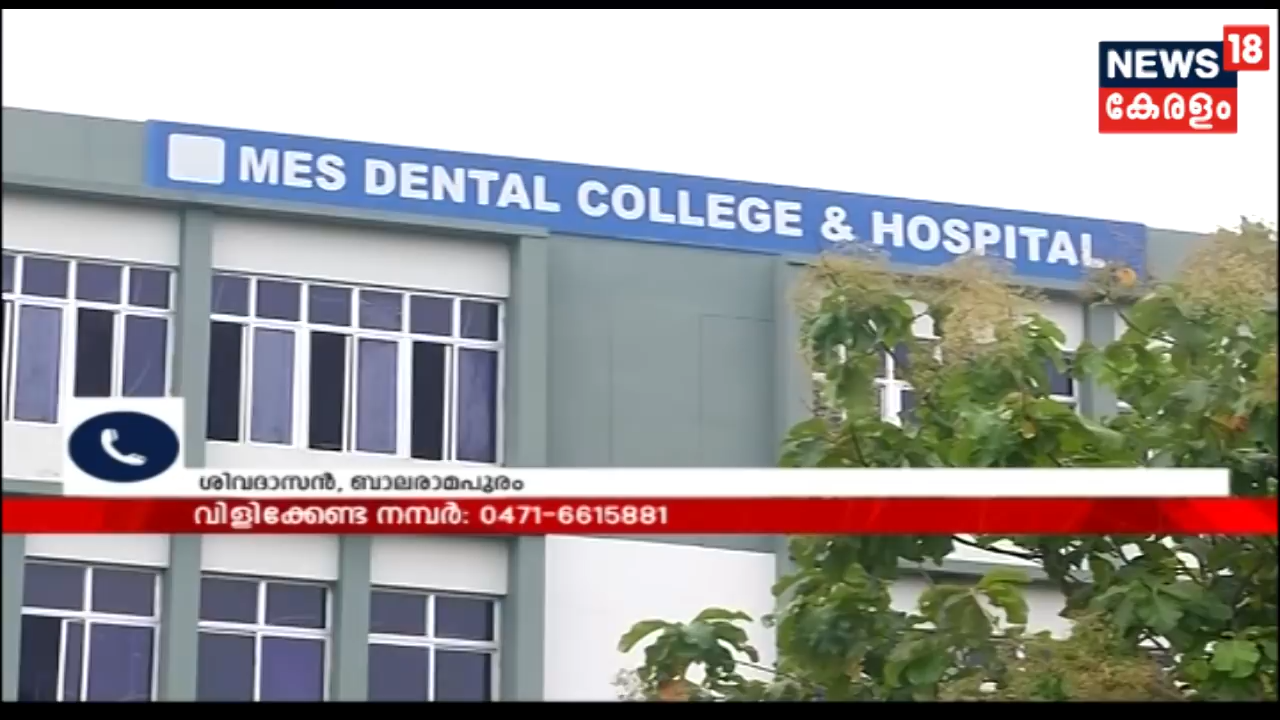 NEWS 18
കേരളം
MES DENTAL COLLEGE & HOSPITAL
ശിവദാസൻ, ബാലരാമപുരം
വിളിക്കേണ്ട നമ്പർ: 0471-6615881